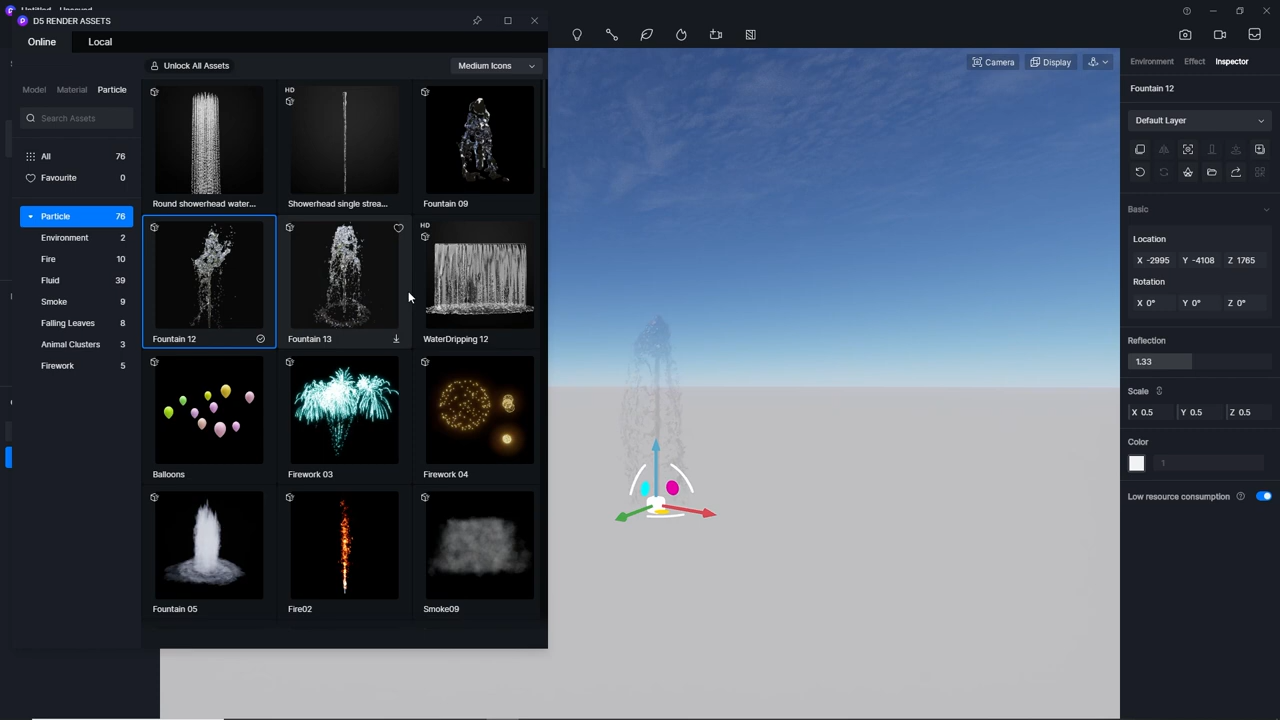 Untitled - Unsaved
D5 RENDER ASSETS
Online
Local
Unlock All Assets
Medium Icons
Model
Material
Particle
Search Assets
All 76
Favourite 0
Particle 76
Environment 2
Fire 10
Fluid 39
Smoke 9
Falling Leaves 8
Animal Clusters 3
Firework 5
HD
Round showerhead water...
Showerhead single strea...
Fountain 09
HD
Fountain 12
Fountain 13
WaterDripping 12
Balloons
Firework 03
Firework 04
Fountain 05
Fire02
Smoke09
Camera
Display
Environment
Effect
Inspector
Fountain 12
Default Layer
Basic
Location
X -2995 Y -4108 Z 1765
Rotation
X 0° Y 0° Z 0°
Reflection
1.33
Scale
X 0.5 Y 0.5 Z 0.5
Color
1
Low resource consumption